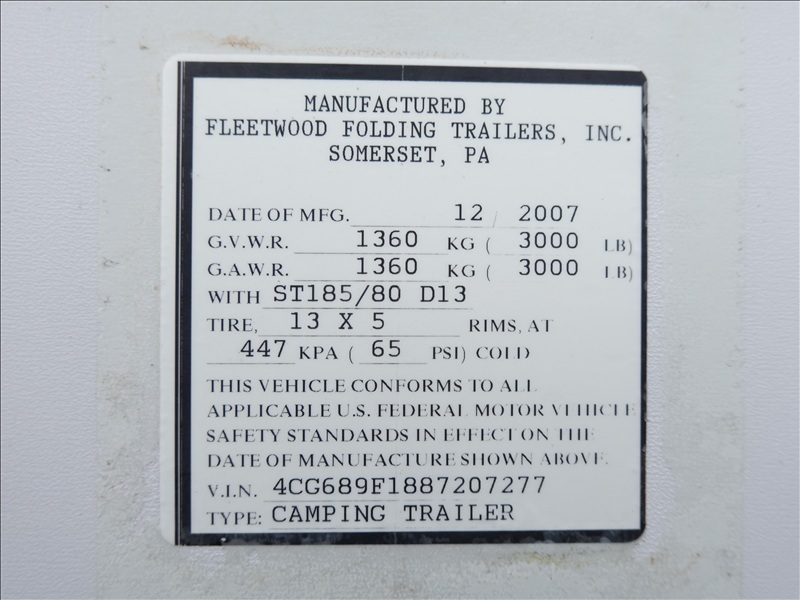 MANUFACTURED BY
FLEETWOOD FOLDING TRAILERS, INC.
SOMERSET, PA
DATE OF MFG. 12 / 2007
G.V.W.R. 1360 KG ( 3000 LB)
G.A.W.R. 1360 KG ( 3000 LB)
WITH ST185/80 D13
TIRE, 13 X 5 RIMS, AT
447 KPA ( 65 PSI) COLD
THIS VEHICLE CONFORMS TO ALL
APPLICABLE U.S. FEDERAL MOTOR VEHICLE
SAFETY STANDARDS IN EFFECT ON THE
DATE OF MANUFACTURE SHOWN ABOVE.
V.I.N. 4CG689F1887207277
TYPE: CAMPING TRAILER